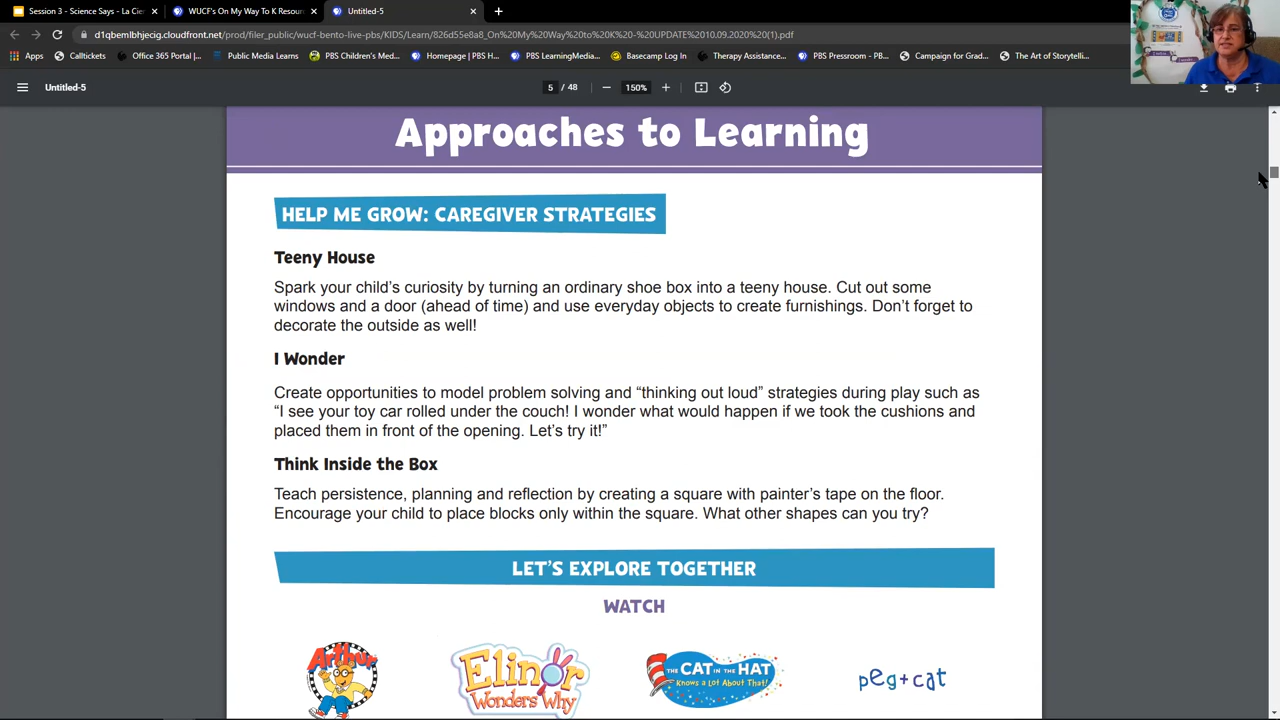 Session 3 - Science Says - La Cier
WUCF's On My Way To K Resour
Untitled-5
d1qbemlbhjecig.cloudfront.net/prod/filer_public/wucf-bento-live-pbs/KIDS/Learn/826f5953a8_On%20My%20Way%20to%20K%20-%20UPDATE%2010.09.2020%20(1).pdf
Apps
Calltickets
Office 365 Portal |...
Public Media Learns
PBS Children's Med...
Homepage | PBS H...
PBS LearningMedia...
Basecamp Log In
Therapy Assistance...
PBS Pressroom - PB...
Campaign for Grad...
The Art of Storytelli...
Untitled-5
5 / 48
150%
Approaches to Learning
HELP ME GROW: CAREGIVER STRATEGIES
Teeny House
Spark your child's curiosity by turning an ordinary shoe box into a teeny house. Cut out some
windows and a door (ahead of time) and use everyday objects to create furnishings. Don't forget to
decorate the outside as well!
I Wonder
Create opportunities to model problem solving and "thinking out loud" strategies during play such as
"I see your toy car rolled under the couch! I wonder what would happen if we took the cushions and
placed them in front of the opening. Let's try it!"
Think Inside the Box
Teach persistence, planning and reflection by creating a square with painter's tape on the floor.
Encourage your child to place blocks only within the square. What other shapes can you try?
LET'S EXPLORE TOGETHER
WATCH
Arthur
Elinor
Wonders Why
THE CAT IN THE HAT
Knows a Lot About That!
peg+cat